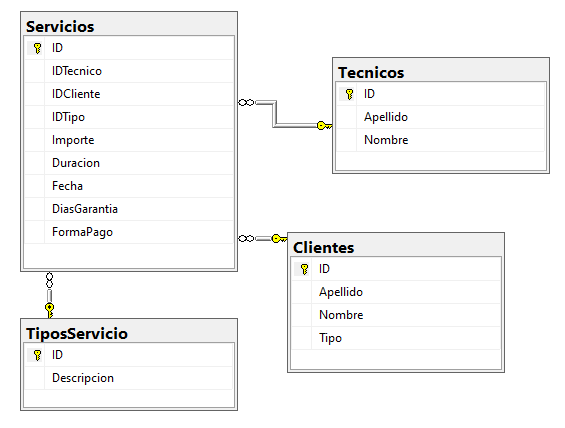 Servicios
ID
IDTecnico
IDCliente
IDTipo
Importe
Duracion
Fecha
DiasGarantia
FormaPago
Tecnicos
ID
Apellido
Nombre
Clientes
ID
Apellido
Nombre
Tipo
TiposServicio
ID
Descripcion